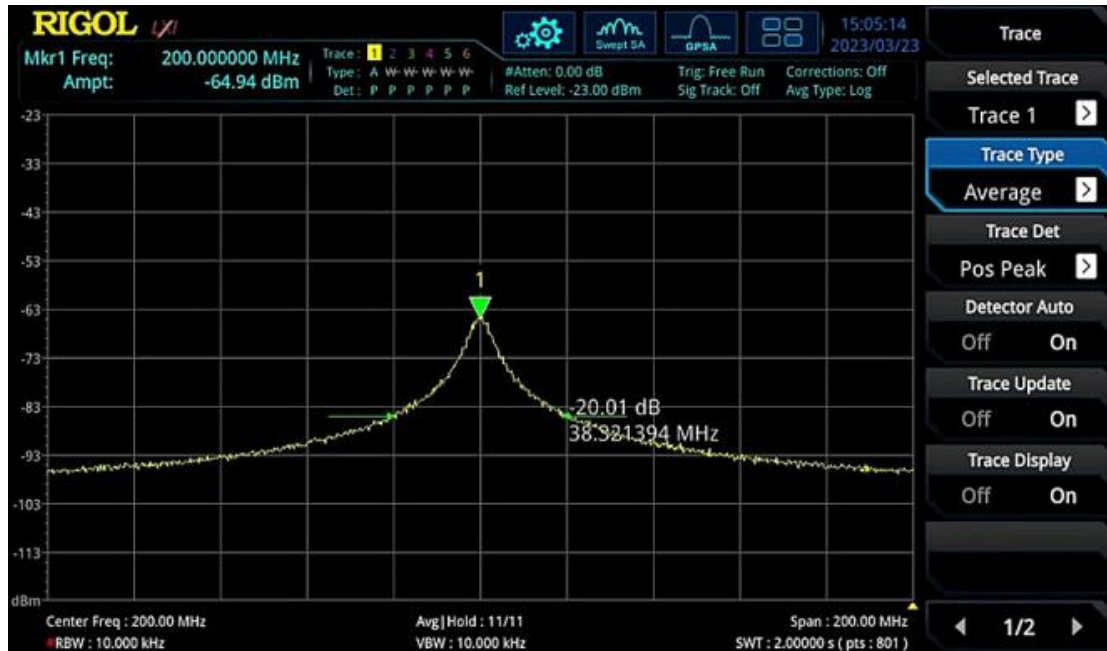 RIGOL LXI
Swept SA
GPSA
15:05:14
2023/03/23
Mkr1 Freq: 200.000000 MHz
Ampt: -64.94 dBm
Trace: 1 2 3 4 5 6
Type: A W W W W W
Det: P P P P P P
#Atten: 0.00 dB
Ref Level: -23.00 dBm
Trig: Free Run
Sig Track: Off
Corrections: Off
Avg Type: Log
-23
-33
-43
-53
-63
-73
-83
-93
-103
-113
dBm
1
-20.01 dB
38.321394 MHz
Center Freq : 200.00 MHz
Avg|Hold : 11/11
Span : 200.00 MHz
#RBW : 10.000 kHz
VBW : 10.000 kHz
SWT : 2.00000 s ( pts : 801 )
Trace
Selected Trace
Trace 1 >
Trace Type
Average >
Trace Det
Pos Peak >
Detector Auto
Off On
Trace Update
Off On
Trace Display
Off On
1/2